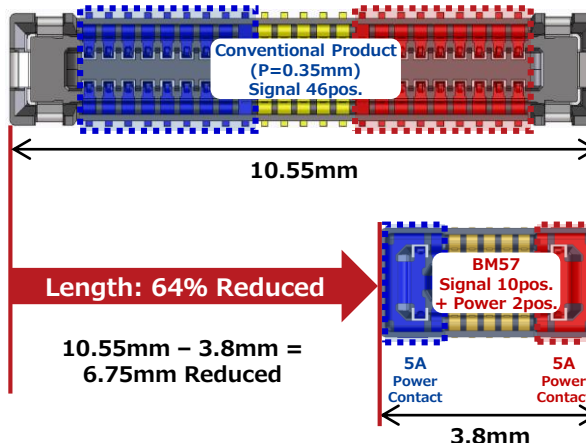 Conventional Product
(P=0.35mm)
Signal 46pos.
10.55mm
Length: 64% Reduced
BM57
Signal 10pos.
+ Power 2pos.
10.55mm – 3.8mm =
6.75mm Reduced
5A
Power
Contact
5A
Power
Contact
3.8mm